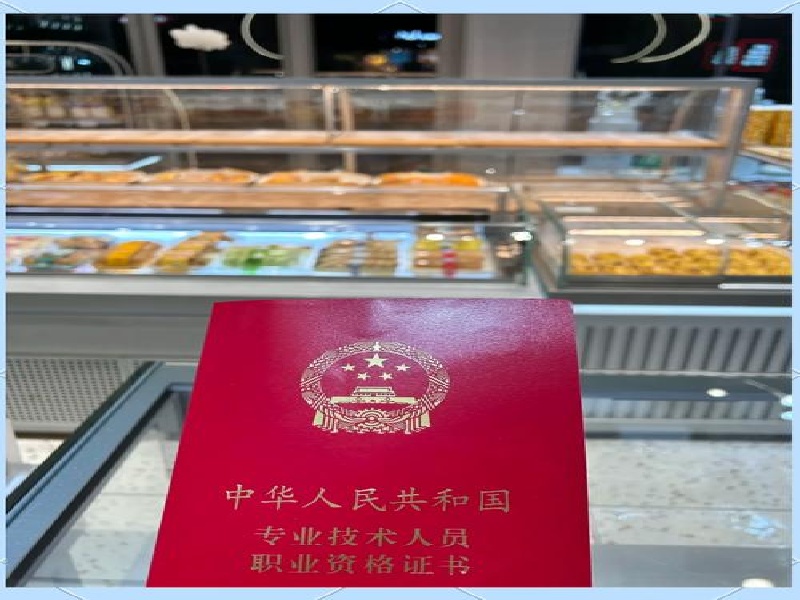 中华人民共和国
专业技术人员
职业资格证书